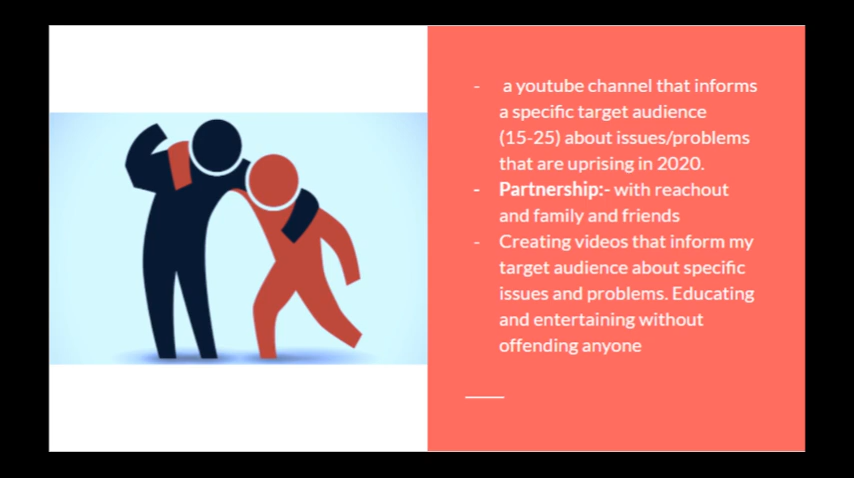 - a youtube channel that informs
a specific target audience
(15-25) about issues/problems
that are uprising in 2020.
- Partnership:- with reachout
and family and friends
- Creating videos that inform my
target audience about specific
issues and problems. Educating
and entertaining without
offending anyone